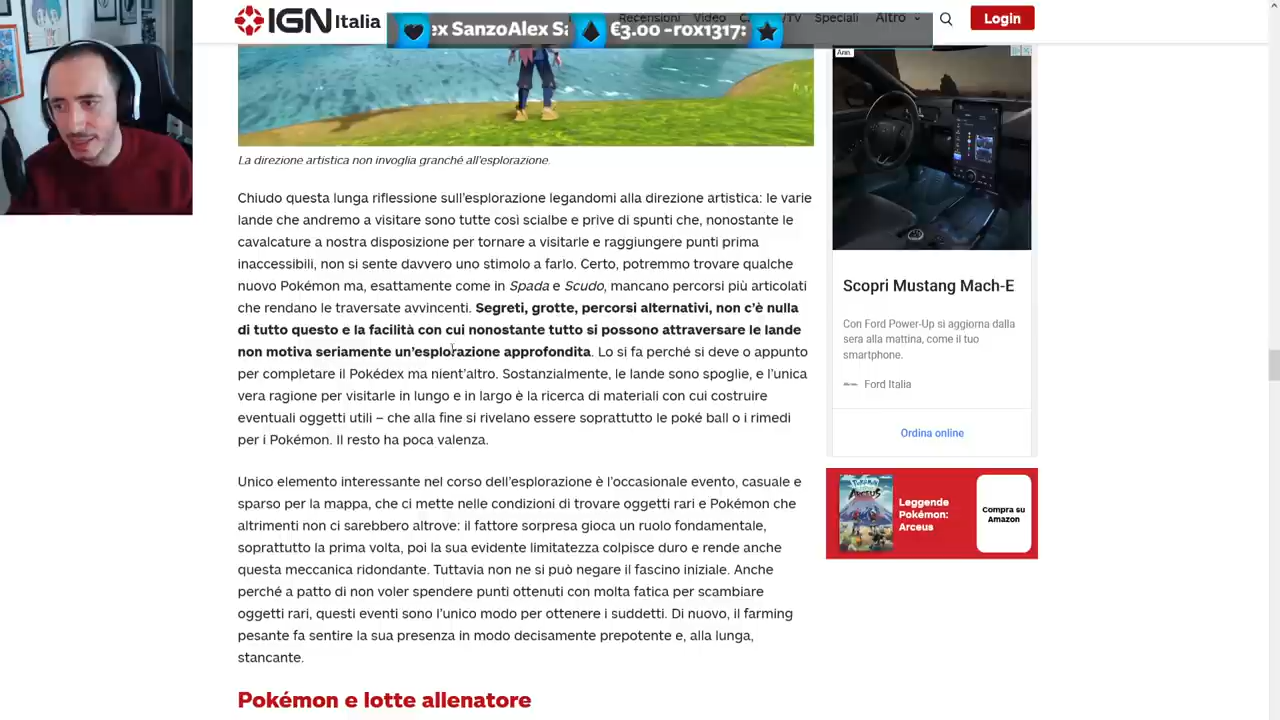 IGN Italia
Recensioni Video /TV Speciali Altro
Login
SanzoAlex €3.00 -rox1317:
Ann.
La direzione artistica non invoglia granché all'esplorazione.
Chiudo questa lunga riflessione sull'esplorazione legandomi alla direzione artistica: le varie
lande che andremo a visitare sono tutte così scialbe e prive di spunti che, nonostante le
cavalcature a nostra disposizione per tornare a visitarle e raggiungere punti prima
inaccessibili, non si sente davvero uno stimolo a farlo. Certo, potremmo trovare qualche
nuovo Pokémon ma, esattamente come in Spada e Scudo, mancano percorsi più articolati
che rendano le traversate avvincenti. Segreti, grotte, percorsi alternativi, non c'è nulla
di tutto questo e la facilità con cui nonostante tutto si possono attraversare le lande
non motiva seriamente un'esplorazione approfondita. Lo si fa perché si deve o appunto
per completare il Pokédex ma nient'altro. Sostanzialmente, le lande sono spoglie, e l'unica
vera ragione per visitarle in lungo e in largo è la ricerca di materiali con cui costruire
eventuali oggetti utili – che alla fine si rivelano essere soprattutto le poké ball o i rimedi
per i Pokémon. Il resto ha poca valenza.
Unico elemento interessante nel corso dell'esplorazione è l'occasionale evento, casuale e
sparso per la mappa, che ci mette nelle condizioni di trovare oggetti rari e Pokémon che
altrimenti non ci sarebbero altrove: il fattore sorpresa gioca un ruolo fondamentale,
soprattutto la prima volta, poi la sua evidente limitatezza colpisce duro e rende anche
questa meccanica ridondante. Tuttavia non ne si può negare il fascino iniziale. Anche
perché a patto di non voler spendere punti ottenuti con molta fatica per scambiare
oggetti rari, questi eventi sono l'unico modo per ottenere i suddetti. Di nuovo, il farming
pesante fa sentire la sua presenza in modo decisamente prepotente e, alla lunga,
stancante.
Pokémon e lotte allenatore
Scopri Mustang Mach-E
Con Ford Power-Up si aggiorna dalla
sera alla mattina, come il tuo
smartphone.
Ford Italia
Ordina online
Pokémon
Arceus
Leggende
Pokémon:
Arceus
Compra su
Amazon